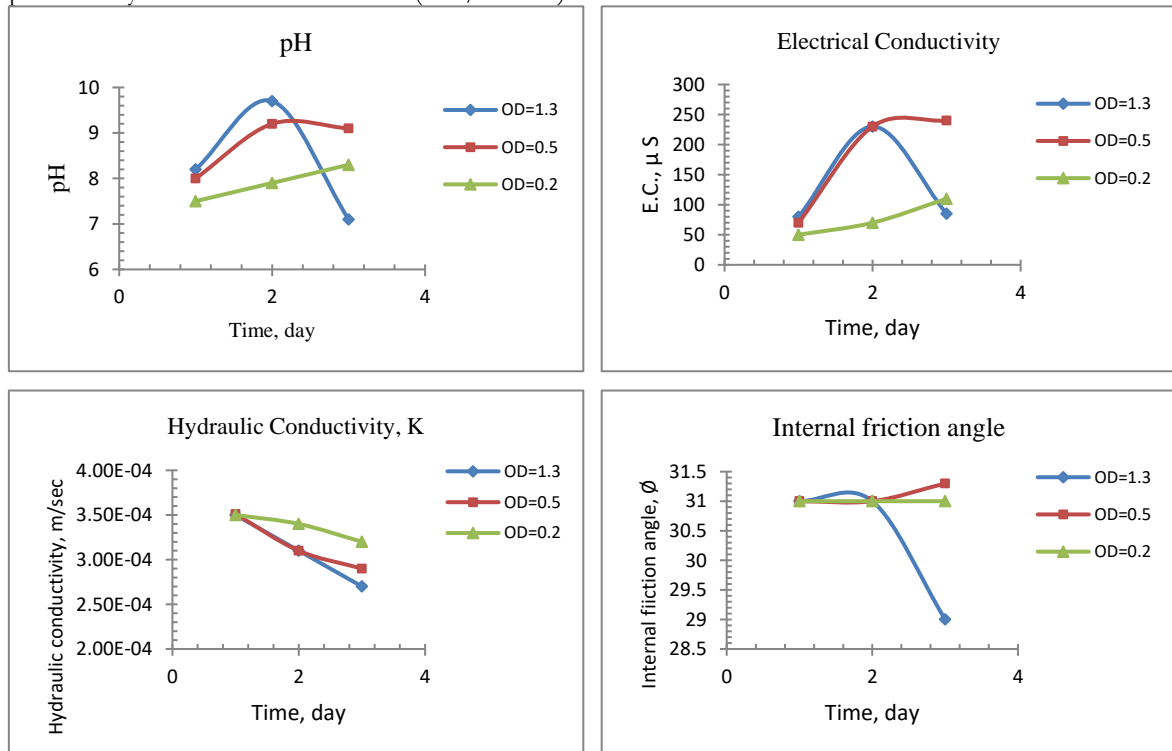 pH
10
9
8
7
6
0
2
4
pH
Time, day
OD=1.3
OD=0.5
OD=0.2
Electrical Conductivity
300
250
200
150
100
50
0
0
2
4
E.C., µ S
Time, day
OD=1.3
OD=0.5
OD=0.2
Hydraulic Conductivity, K
4.00E-04
3.50E-04
3.00E-04
2.50E-04
2.00E-04
0
2
4
Hydraulic conductivity, m/sec
Time, day
OD=1.3
OD=0.5
OD=0.2
Internal friction angle
31.5
31
30.5
30
29.5
29
28.5
0
2
4
Internal fiiction angle, Ø
Time, day
OD=1.3
OD=0.5
OD=0.2